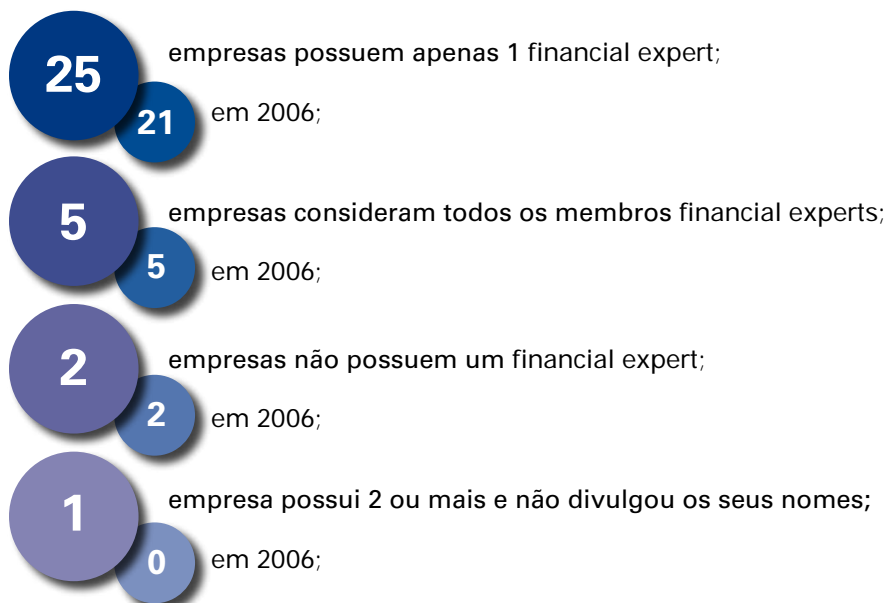 25 empresas possuem apenas 1 financial expert;
21 em 2006;
5 empresas consideram todos os membros financial experts;
5 em 2006;
2 empresas não possuem um financial expert;
2 em 2006;
1 empresa possui 2 ou mais e não divulgou os seus nomes;
0 em 2006;